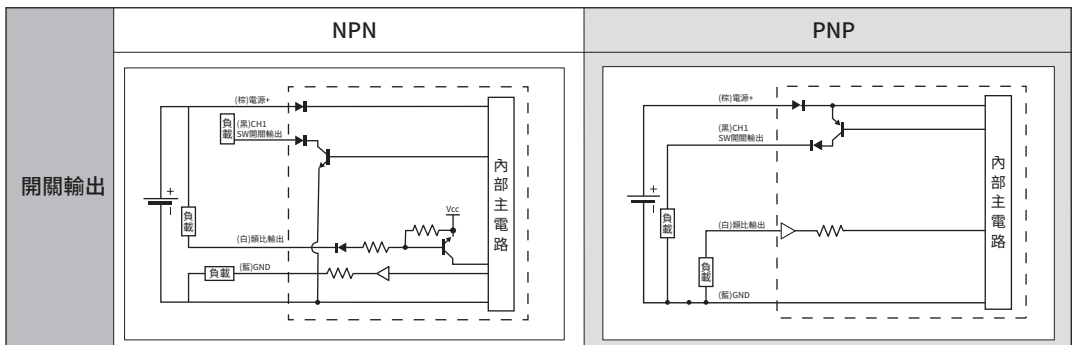 NPN
PNP
開關輸出
(棕)電源+
負載
(黑)CH1
SW開關輸出
內部主電路
+
負載
Vcc
(白)類比輸出
負載
(藍)GND
(棕)電源+
(黑)CH1
SW開關輸出
內部主電路
+
負載
(白)類比輸出
負載
(藍)GND